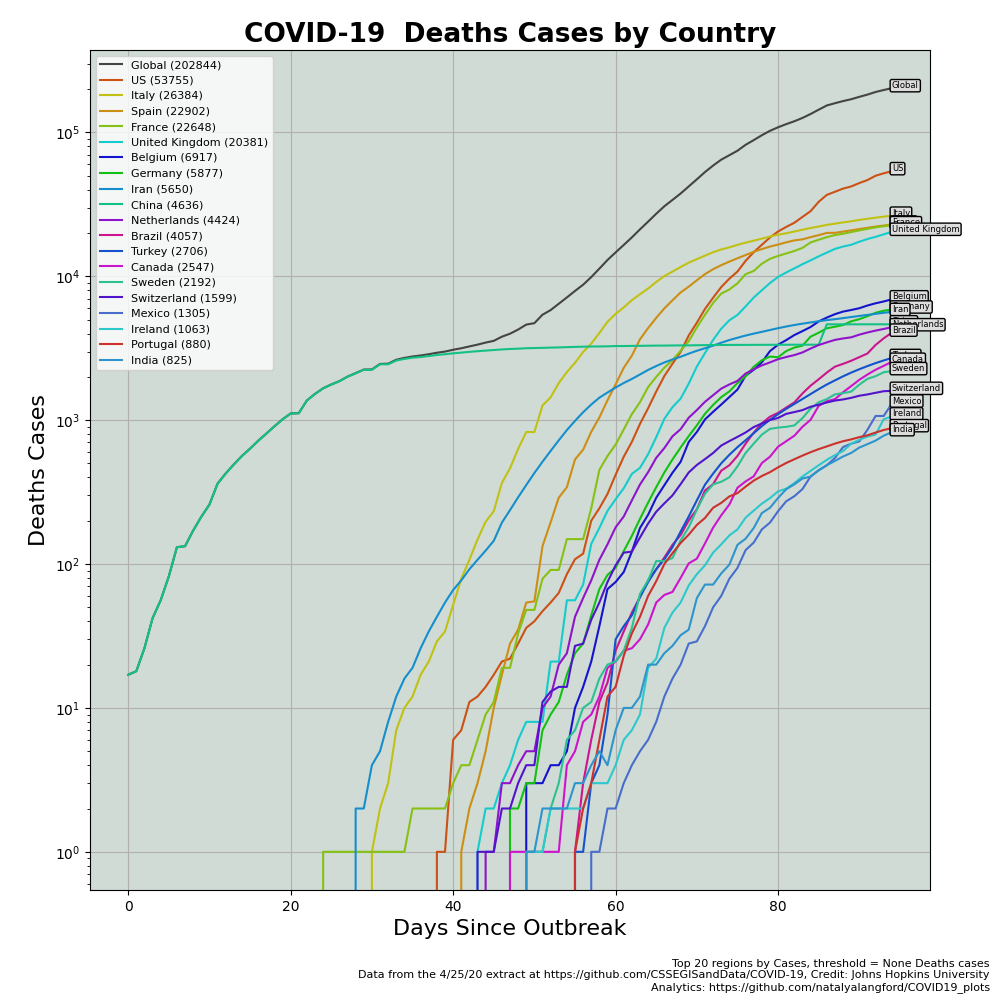 COVID-19  Deaths Cases by Country
Global (202844)
US (53755)
Italy (26384)
Spain (22902)
France (22648)
United Kingdom (20381)
Belgium (6917)
Germany (5877)
Iran (5650)
China (4636)
Netherlands (4424)
Brazil (4057)
Turkey (2706)
Canada (2547)
Sweden (2192)
Switzerland (1599)
Mexico (1305)
Ireland (1063)
Portugal (880)
India (825)
Global
US
Italy
France
United Kingdom
Belgium
Germany
Iran
Netherlands
Brazil
Canada
Sweden
Switzerland
Mexico
Ireland
Portugal
India
10^5
10^4
10^3
10^2
10^1
10^0
Deaths Cases
0 20 40 60 80
Days Since Outbreak
Top 20 regions by Cases, threshold = None Deaths cases
Data from the 4/25/20 extract at https://github.com/CSSEGISandData/COVID-19, Credit: Johns Hopkins University
Analytics: https://github.com/natalyalangford/COVID19_plots